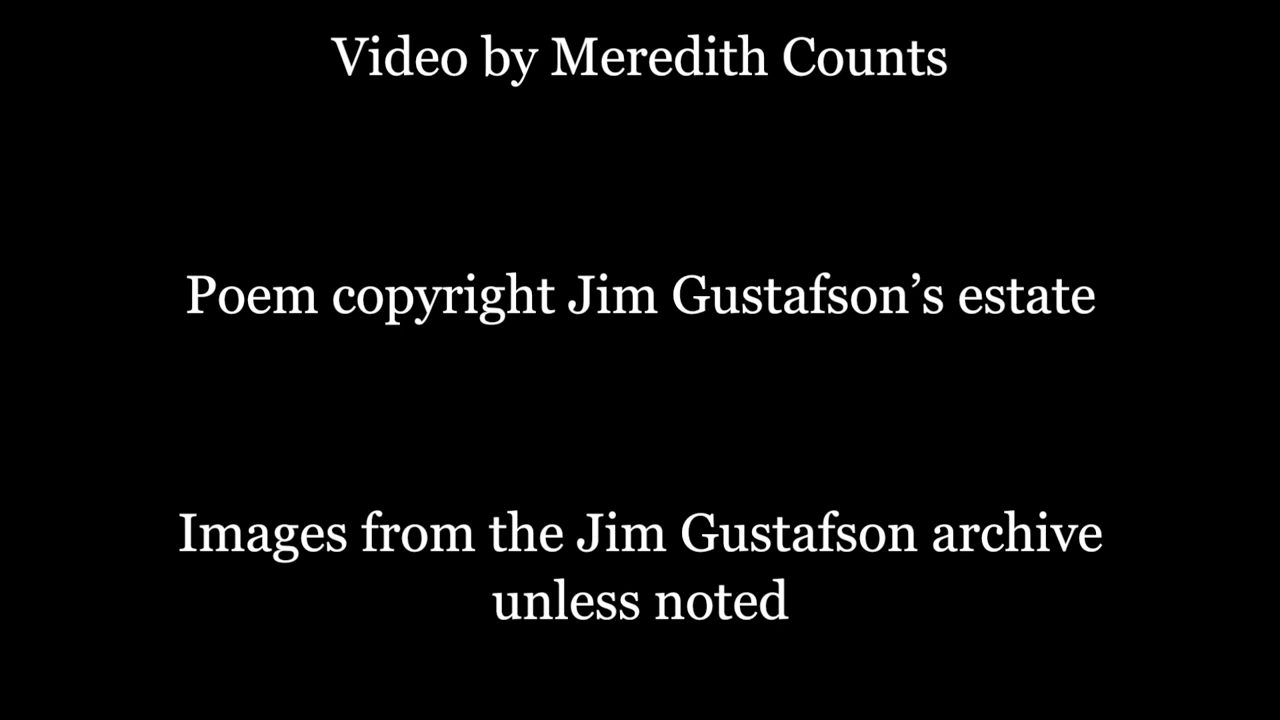 Video by Meredith Counts
Poem copyright Jim Gustafson’s estate
Images from the Jim Gustafson archive
unless noted